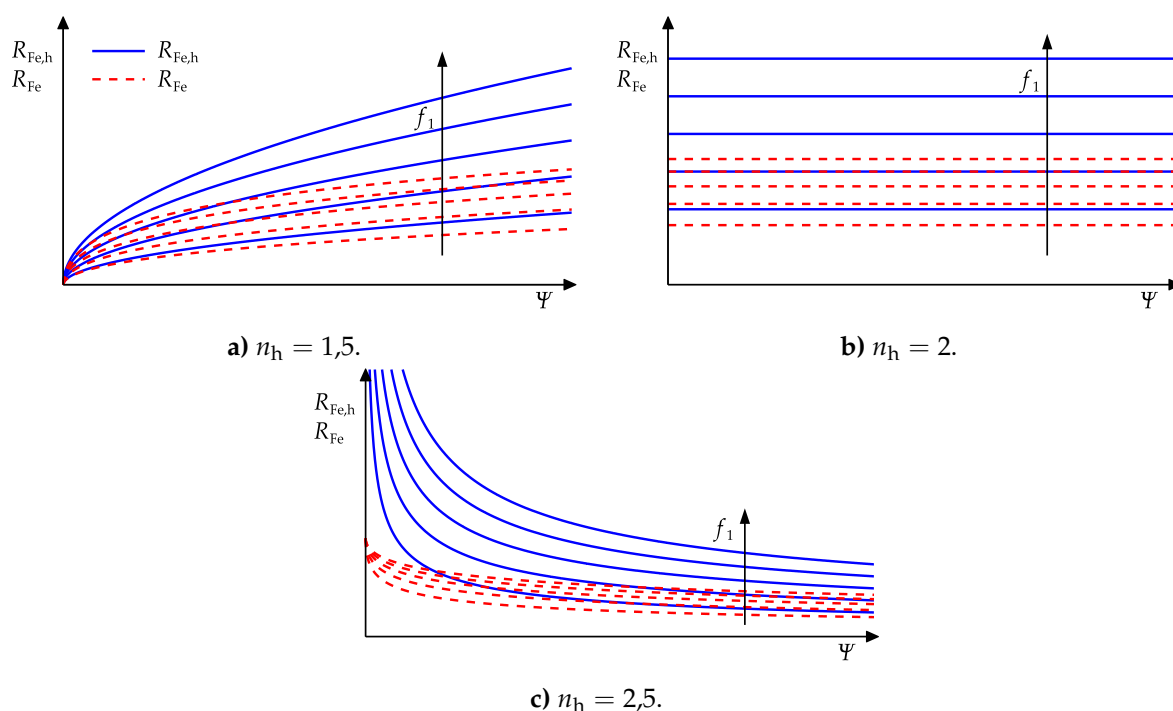 R_Fe,h
R_Fe
R_Fe,h
R_Fe
f_1
Ψ
a) n_h = 1,5.
R_Fe,h
R_Fe
f_1
Ψ
b) n_h = 2.
R_Fe,h
R_Fe
f_1
Ψ
c) n_h = 2,5.